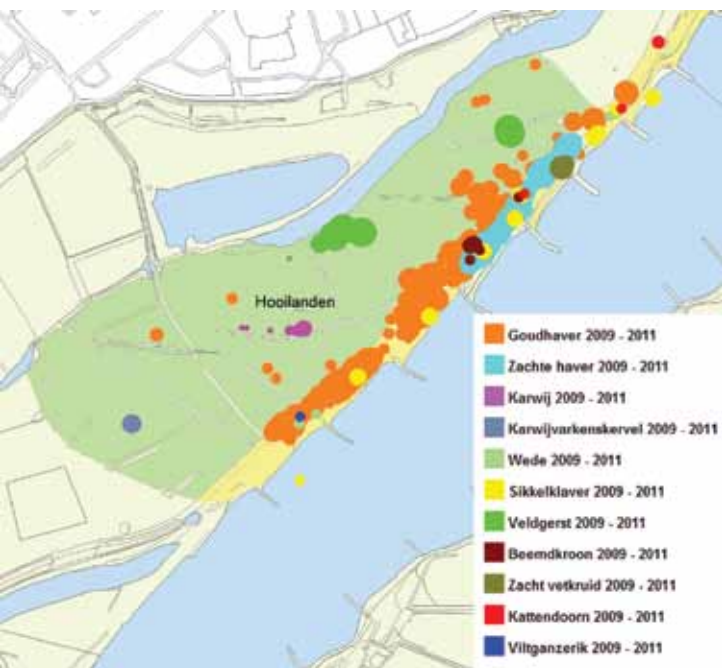 Hooilanden
Goudhaver 2009 - 2011
Zachte haver 2009 - 2011
Karwij 2009 - 2011
Karwijvarkenskervel 2009 - 2011
Wede 2009 - 2011
Sikkelklaver 2009 - 2011
Veldgerst 2009 - 2011
Beemdkroon 2009 - 2011
Zacht vetkruid 2009 - 2011
Kattendoorn 2009 - 2011
Viltganzerik 2009 - 2011